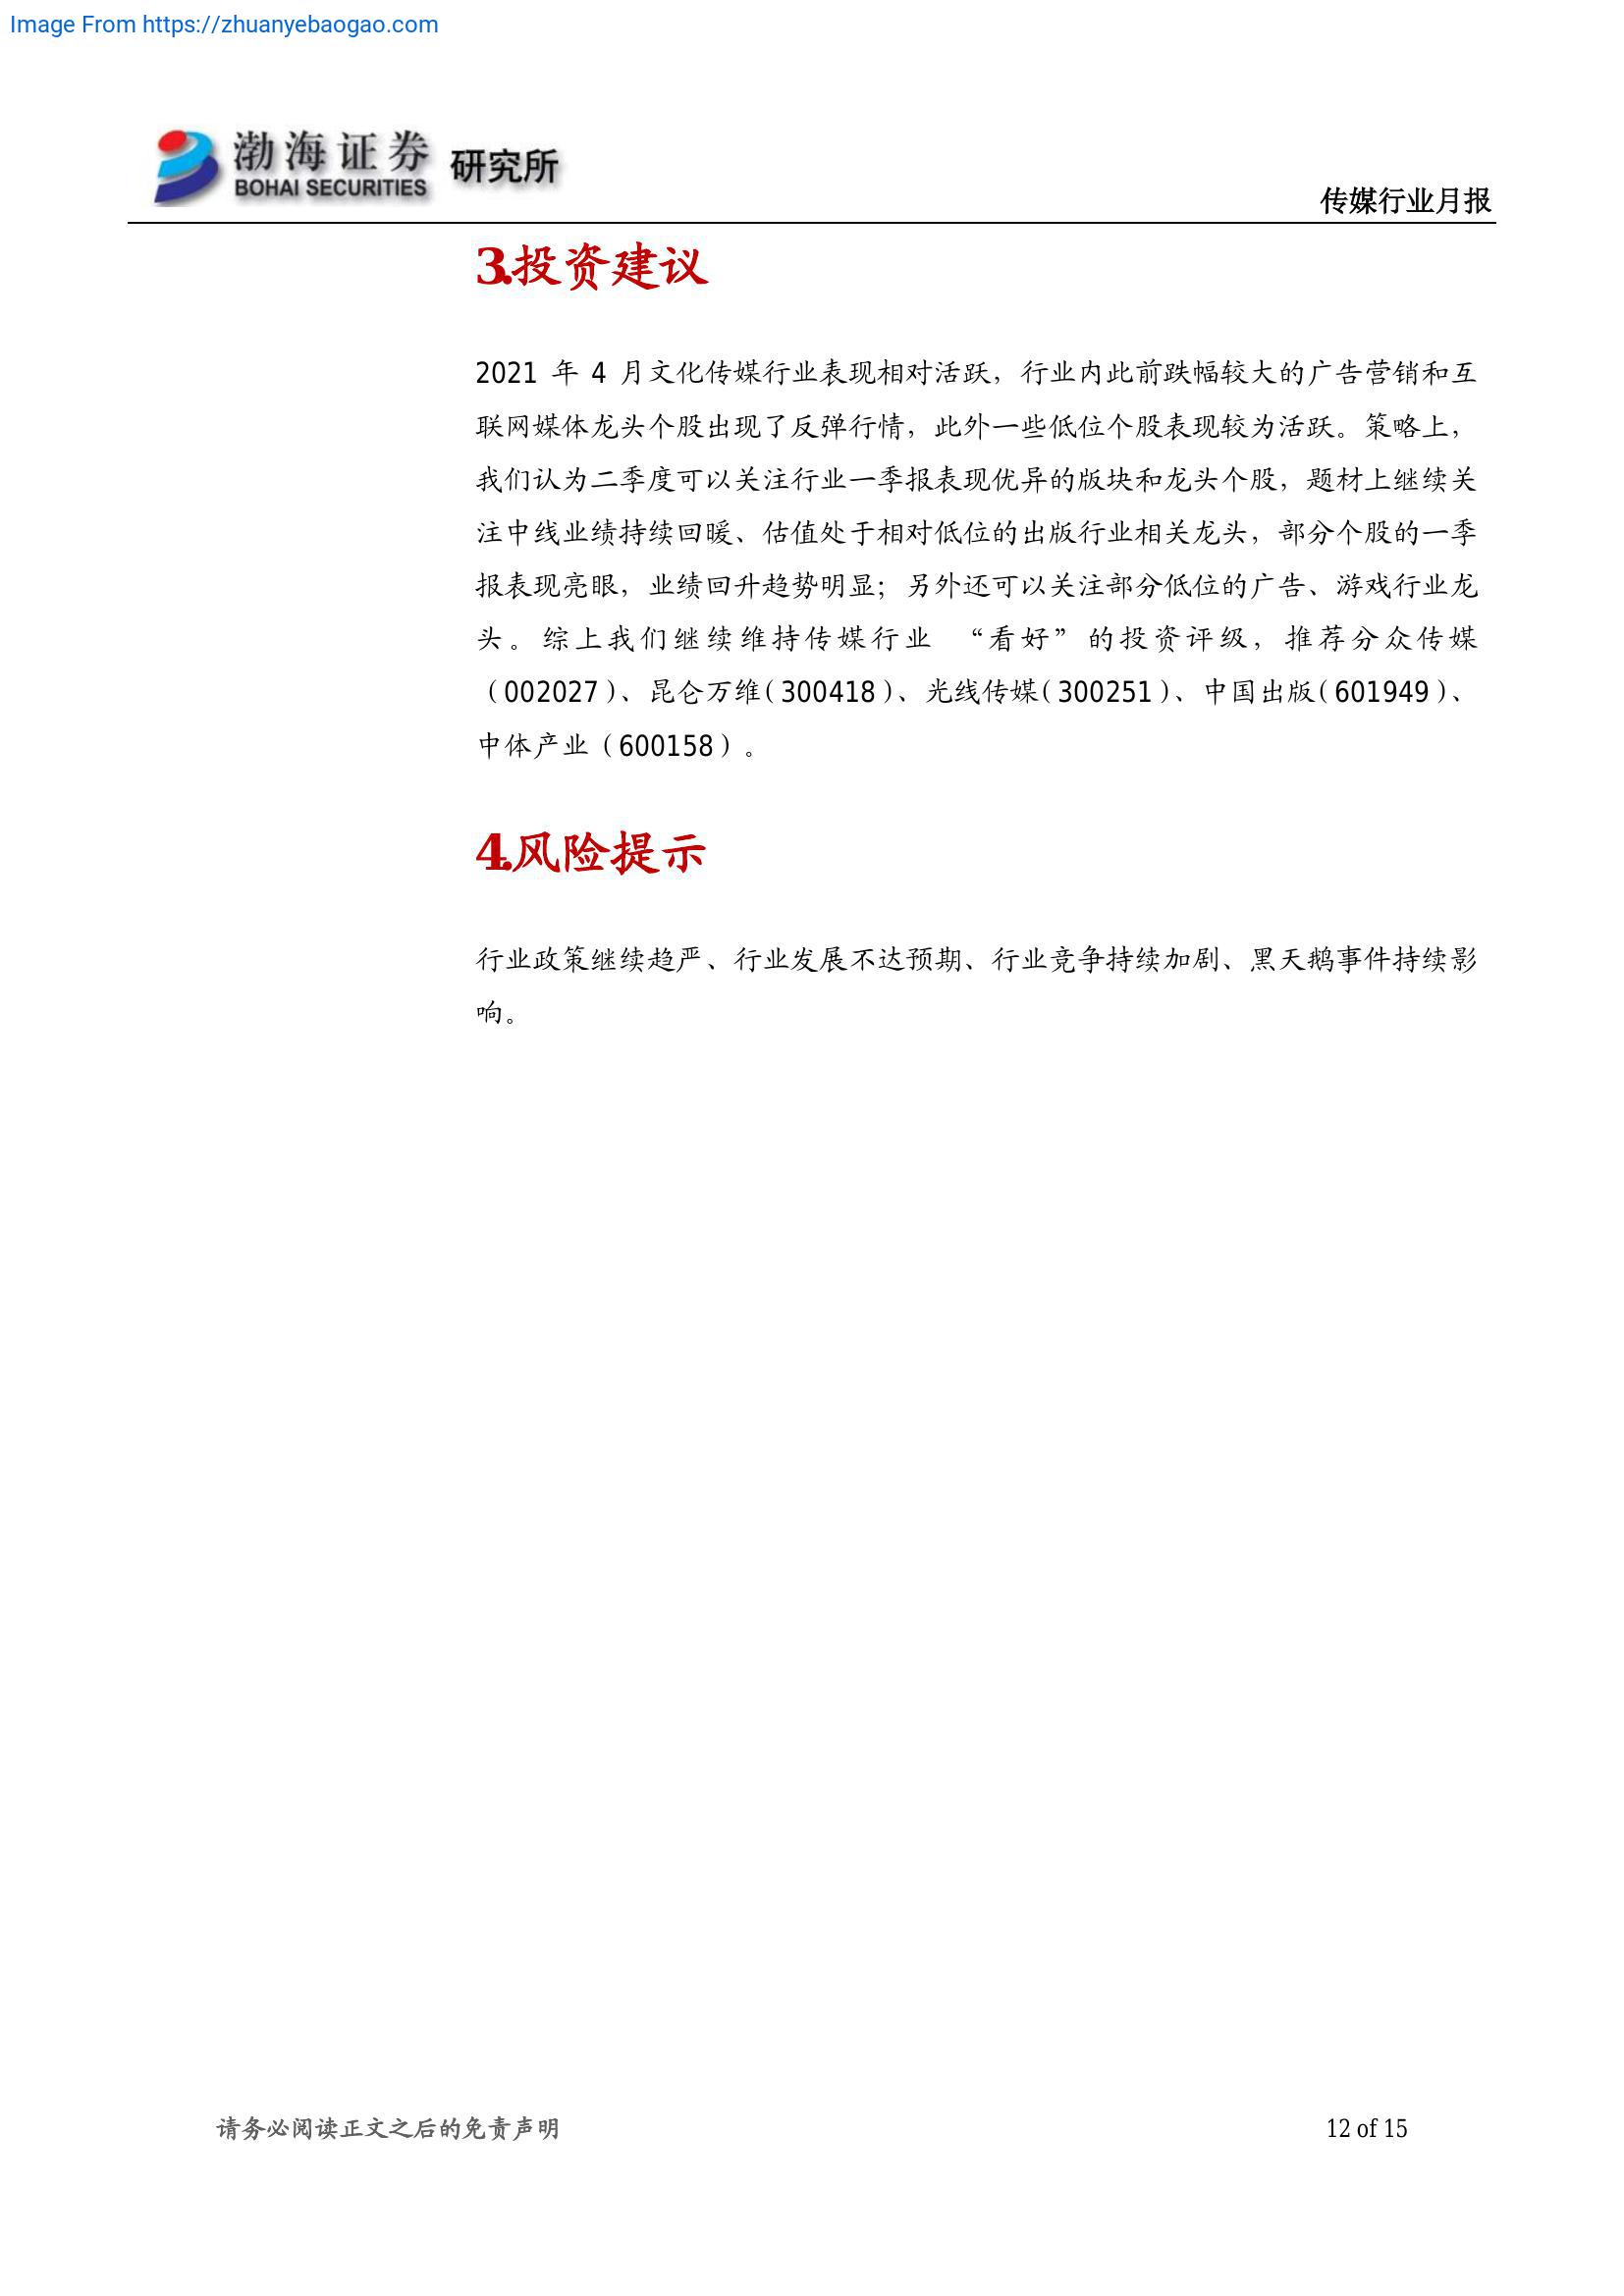 Image From https://zhuanyebaogao.com
渤海证券 研究所
BOHAI SECURITIES
传媒行业月报
3.投资建议
2021 年 4 月文化传媒行业表现相对活跃，行业内此前跌幅较大的广告营销和互
联网媒体龙头个股出现了反弹行情，此外一些低位个股表现较为活跃。策略上，
我们认为二季度可以关注行业一季报表现优异的版块和龙头个股，题材上继续关
注中线业绩持续回暖、估值处于相对低位的出版行业相关龙头，部分个股的一季
报表现亮眼，业绩回升趋势明显；另外还可以关注部分低位的广告、游戏行业龙
头。综上我们继续维持传媒行业 “看好”的投资评级，推荐分众传媒
（002027）、昆仑万维（300418）、光线传媒（300251）、中国出版（601949）、
中体产业（600158）。
4.风险提示
行业政策继续趋严、行业发展不达预期、行业竞争持续加剧、黑天鹅事件持续影
响。
请务必阅读正文之后的免责声明
12 of 15